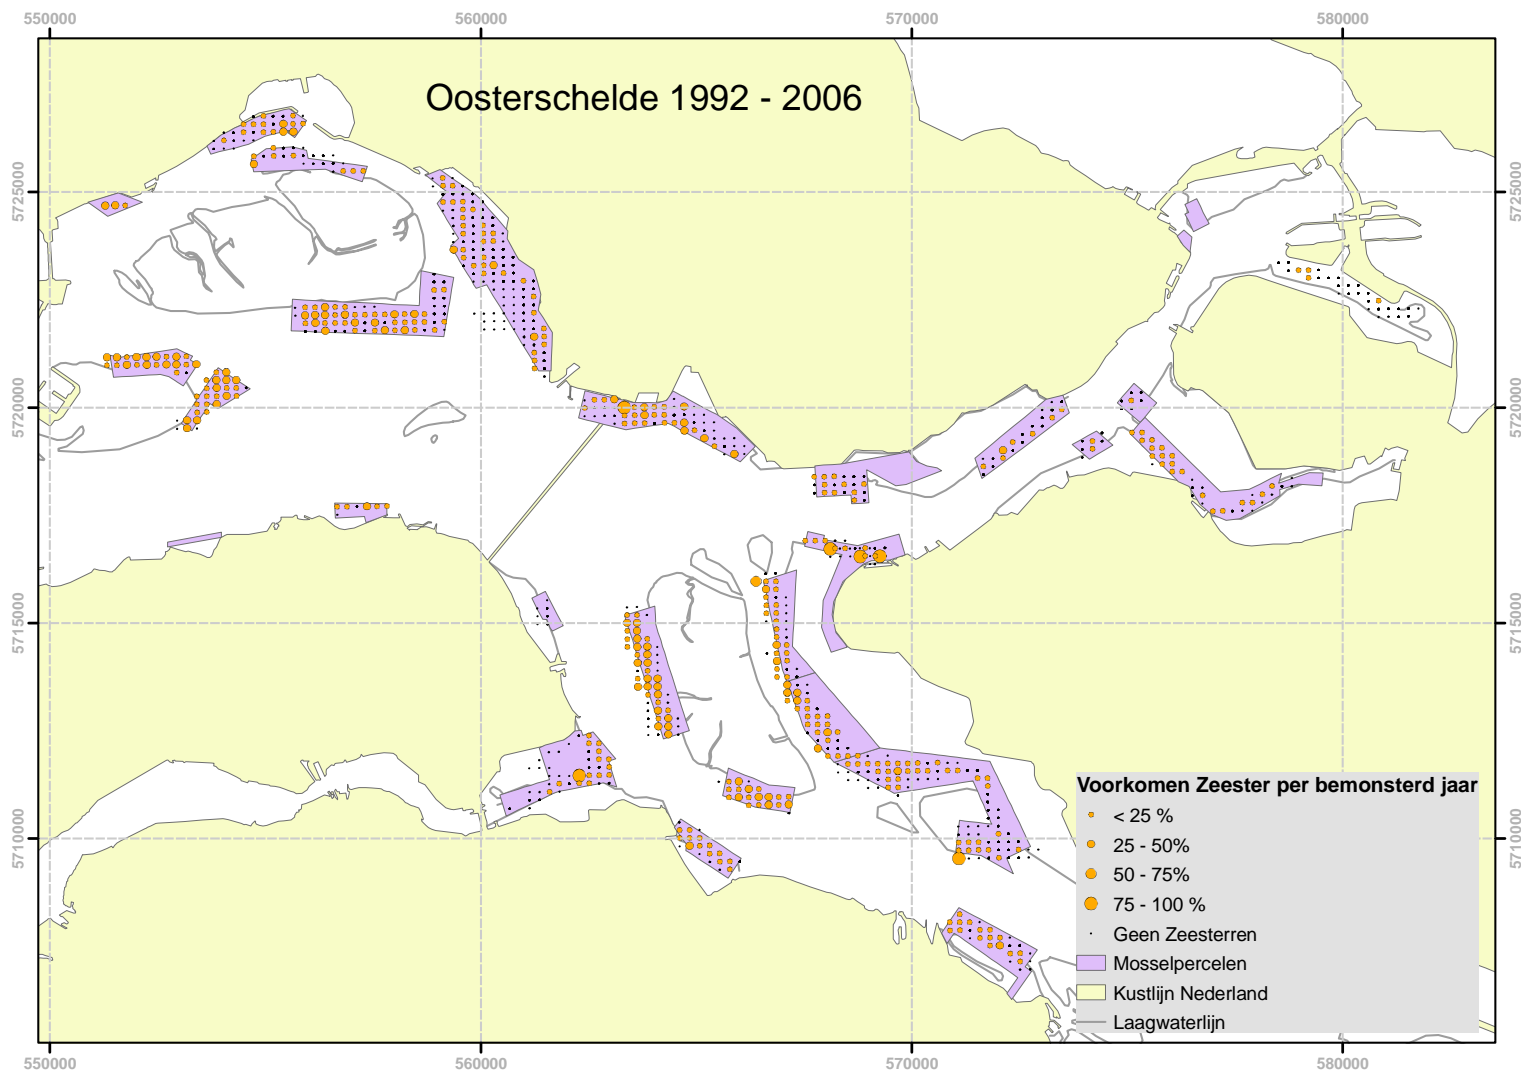 550000 560000 570000 580000
Oosterschelde 1992 - 2006
5725000 5725000
5720000 5720000
5715000 5715000
5710000 5710000
Voorkomen Zeester per bemonsterd jaar
< 25 %
25 - 50%
50 - 75%
75 - 100 %
Geen Zeesterren
Mosselpercelen
Kustlijn Nederland
Laagwaterlijn
550000 560000 570000 580000